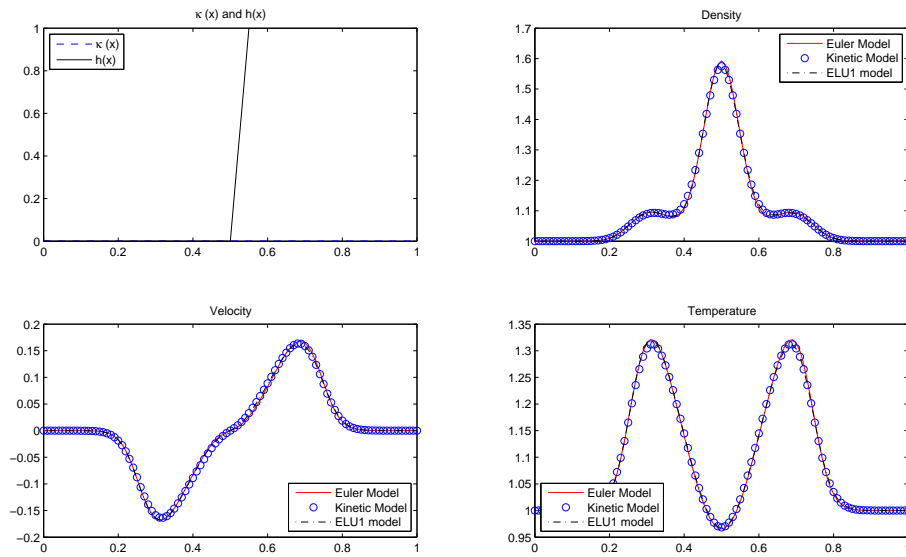 κ (x) and h(x)
1
0.8
0.6
0.4
0.2
0
0 0.2 0.4 0.6 0.8 1
κ (x)
h(x)
Density
1.7
1.6
1.5
1.4
1.3
1.2
1.1
1
0 0.2 0.4 0.6 0.8 1
Euler Model
Kinetic Model
ELU1 model
Velocity
0.2
0.15
0.1
0.05
0
−0.05
−0.1
−0.15
−0.2
0 0.2 0.4 0.6 0.8 1
Euler Model
Kinetic Model
ELU1 model
Temperature
1.35
1.3
1.25
1.2
1.15
1.1
1.05
1
0.95
0 0.2 0.4 0.6 0.8 1
Euler Model
Kinetic Model
ELU1 model